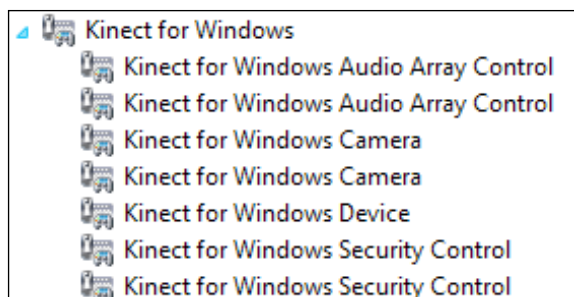 Kinect for Windows
Kinect for Windows Audio Array Control
Kinect for Windows Audio Array Control
Kinect for Windows Camera
Kinect for Windows Camera
Kinect for Windows Device
Kinect for Windows Security Control
Kinect for Windows Security Control